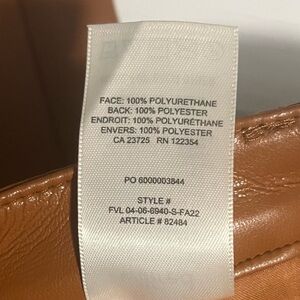 FACE: 100% POLYURETHANE
BACK: 100% POLYESTER
ENDROIT: 100% POLYURÉTHANE
ENVERS: 100% POLYESTER
CA 23725 RN 122354
PO 6000003844
STYLE #
FVL 04-06-6940-S-FA22
ARTICLE # 82484